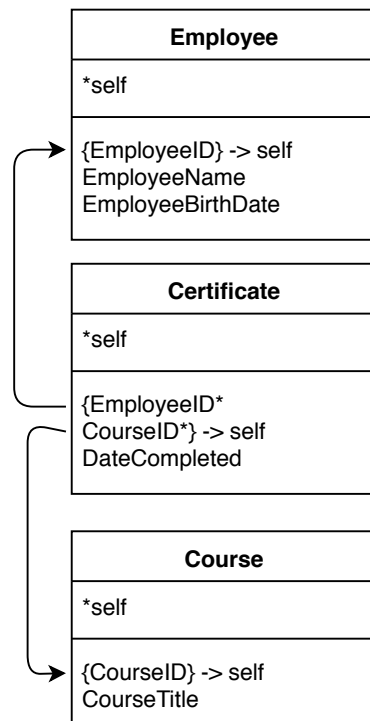 Employee
*self
{EmployeeID} -> self
EmployeeName
EmployeeBirthDate
Certificate
*self
{EmployeeID*
CourseID*} -> self
DateCompleted
Course
*self
{CourseID} -> self
CourseTitle